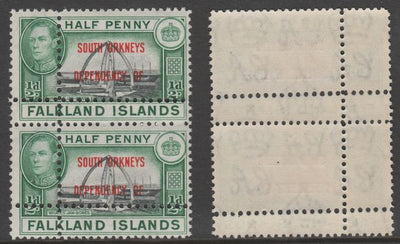 HALF PENNY
SOUTH ORKNEYS
DEPENDENCY OF
½d
½d
FALKLAND ISLANDS
HALF PENNY
SOUTH ORKNEYS
DEPENDENCY OF
½d
½d
FALKLAND ISLANDS